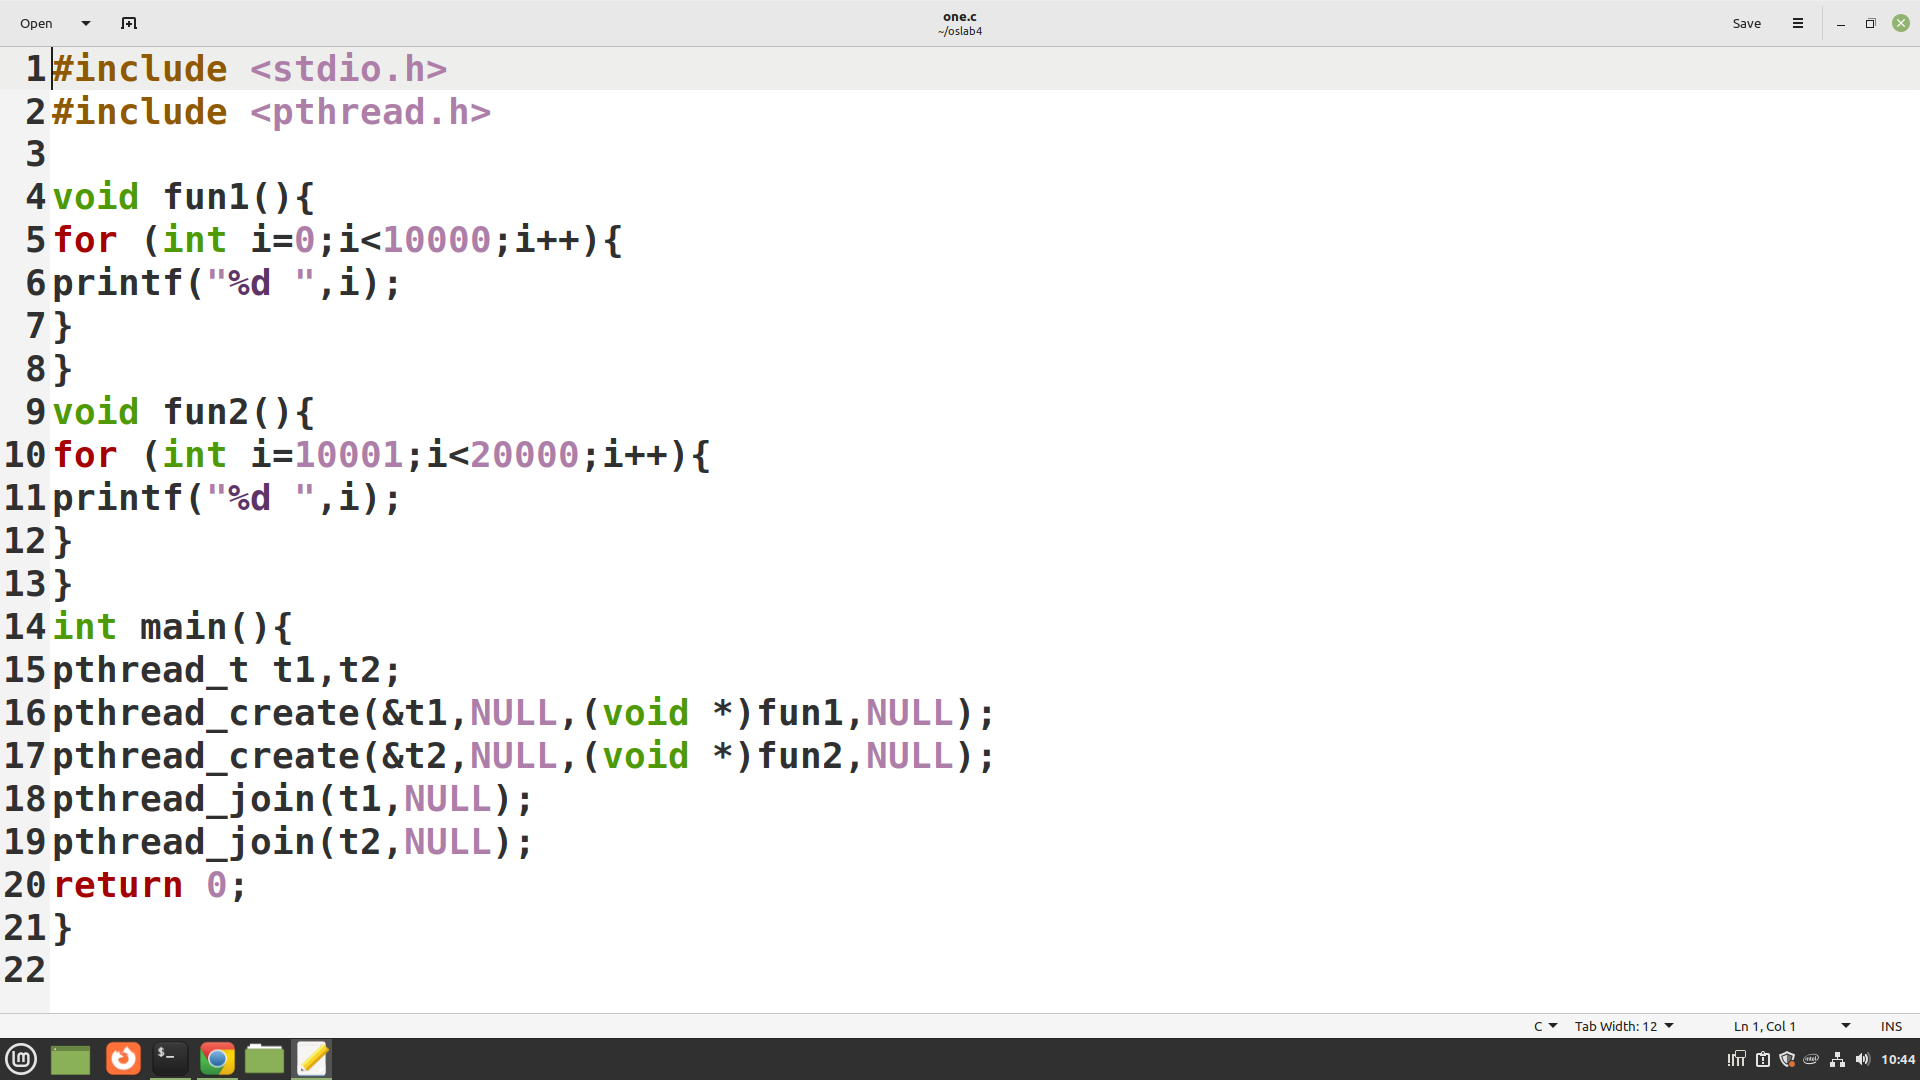 Open
one.c
~/oslab4
Save
1 #include <stdio.h>
2 #include <pthread.h>
3
4 void fun1(){
5 for (int i=0;i<10000;i++){
6 printf("%d ",i);
7 }
8 }
9 void fun2(){
10 for (int i=10001;i<20000;i++){
11 printf("%d ",i);
12 }
13 }
14 int main(){
15 pthread_t t1,t2;
16 pthread_create(&t1,NULL,(void *)fun1,NULL);
17 pthread_create(&t2,NULL,(void *)fun2,NULL);
18 pthread_join(t1,NULL);
19 pthread_join(t2,NULL);
20 return 0;
21 }
22
C Tab Width: 12 Ln 1, Col 1 INS
10:44